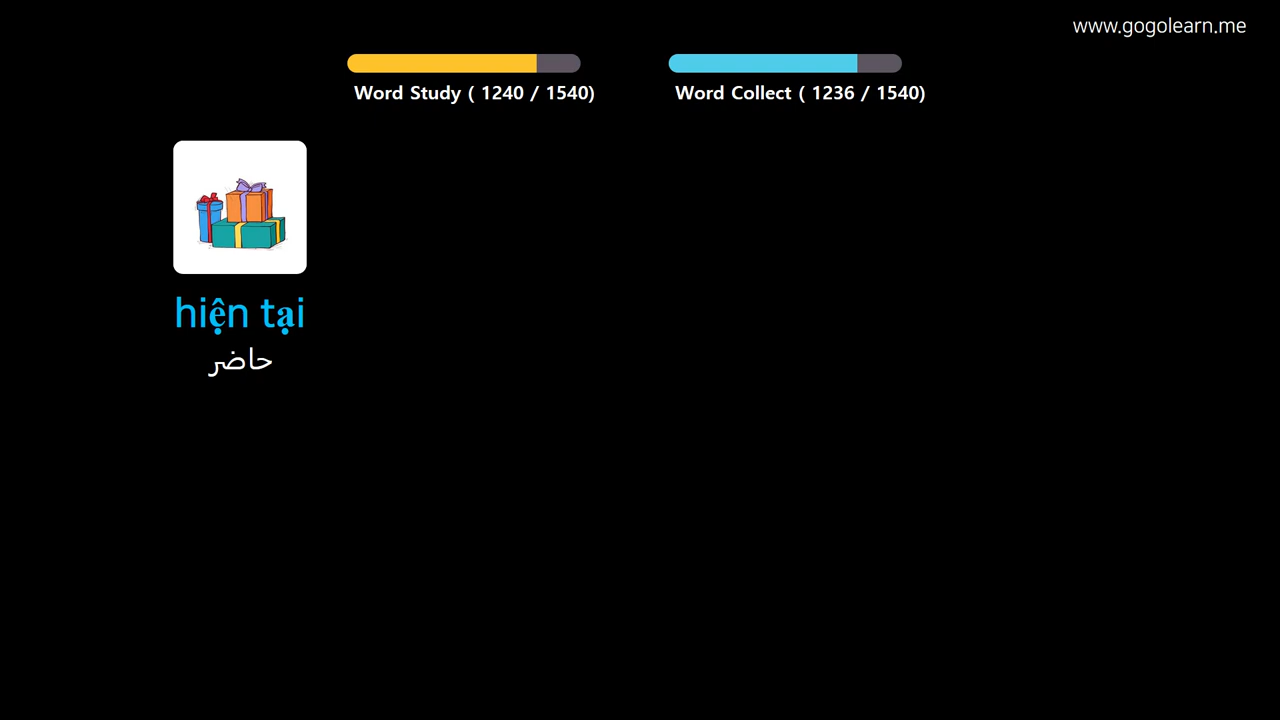 www.gogolearn.me
Word Study ( 1240 / 1540)
Word Collect ( 1236 / 1540)
hiện tại
حاضر